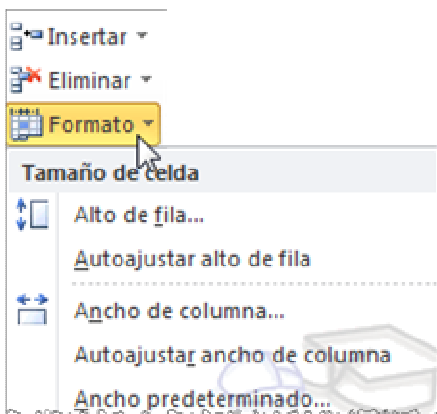 Insertar
Eliminar
Formato
Tamaño de celda
Alto de fila...
Autoajustar alto de fila
Ancho de columna...
Autoajustar ancho de columna
Ancho predeterminado...